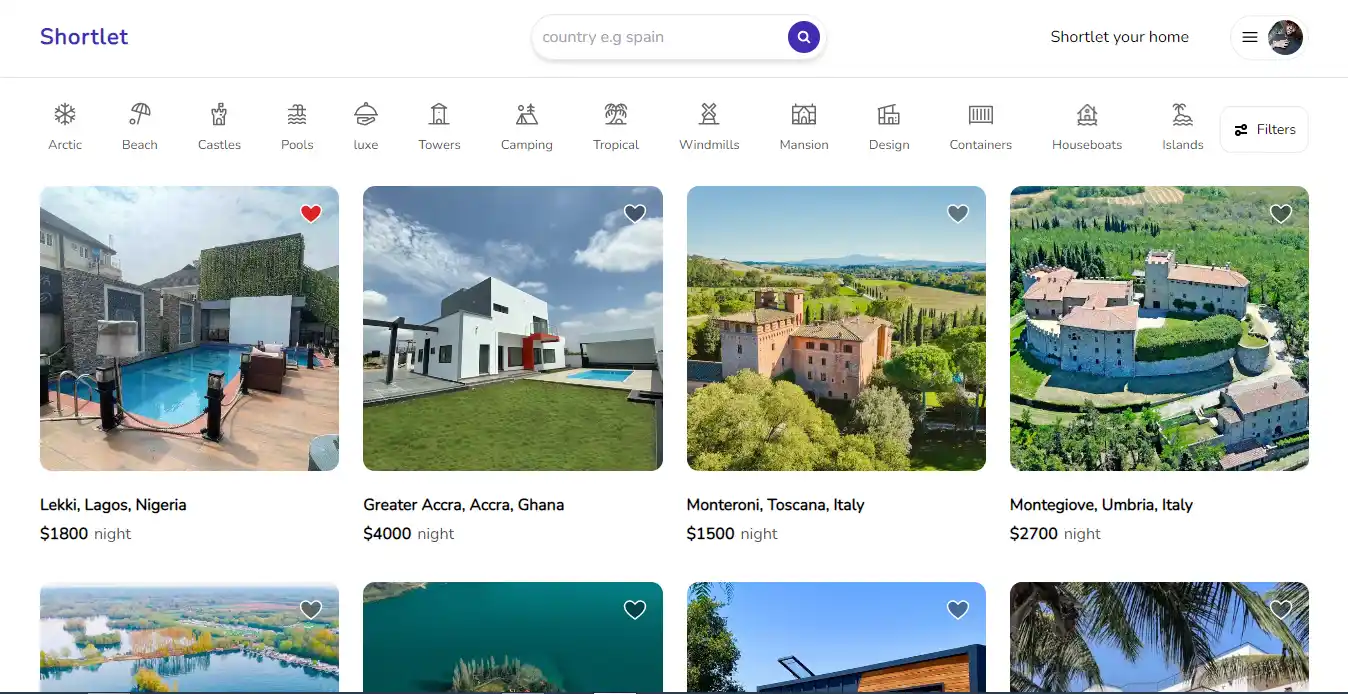 Shortlet
country e.g spain
Shortlet your home
Arctic
Beach
Castles
Pools
luxe
Towers
Camping
Tropical
Windmills
Mansion
Design
Containers
Houseboats
Islands
Filters
Lekki, Lagos, Nigeria
$1800 night
Greater Accra, Accra, Ghana
$4000 night
Monteroni, Toscana, Italy
$1500 night
Montegiove, Umbria, Italy
$2700 night